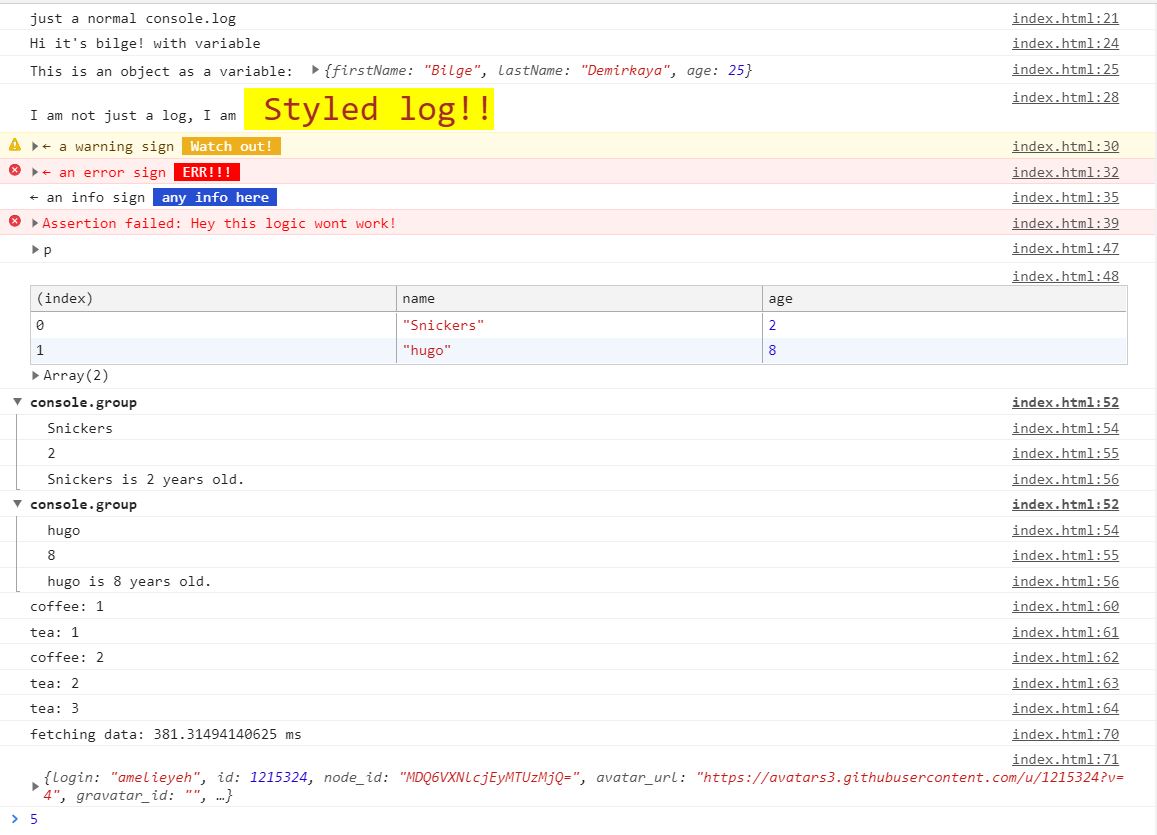 just a normal console.log index.html:21
Hi it's bilge! with variable index.html:24
This is an object as a variable: ▶{firstName: "Bilge", lastName: "Demirkaya", age: 25} index.html:25
I am not just a log, I am Styled log!! index.html:28
▶← a warning sign Watch out! index.html:30
▶← an error sign ERR!!! index.html:32
← an info sign any info here index.html:35
▶Assertion failed: Hey this logic wont work! index.html:39
▶p index.html:47
index.html:48
(index) name age
0 "Snickers" 2
1 "hugo" 8
▶Array(2)
▼ console.group index.html:52
Snickers index.html:54
2 index.html:55
Snickers is 2 years old. index.html:56
▼ console.group index.html:52
hugo index.html:54
8 index.html:55
hugo is 8 years old. index.html:56
coffee: 1 index.html:60
tea: 1 index.html:61
coffee: 2 index.html:62
tea: 2 index.html:63
tea: 3 index.html:64
fetching data: 381.31494140625 ms index.html:70
index.html:71
▶{login: "amelieyeh", id: 1215324, node_id: "MDQ6VXNlcjEyMTUzMjQ=", avatar_url: "https://avatars3.githubusercontent.com/u/1215324?v=
4", gravatar_id: "", …}
> 5